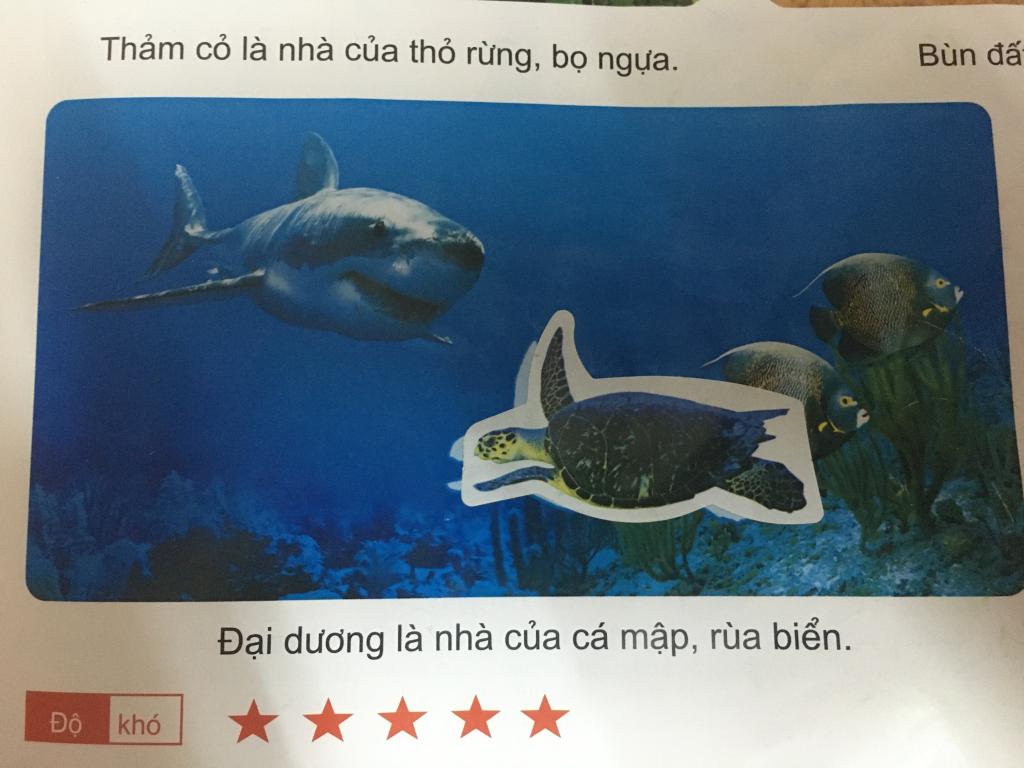 Thảm cỏ là nhà của thỏ rừng, bọ ngựa.
Bùn đất
Đại dương là nhà của cá mập, rùa biển.
Độ khó